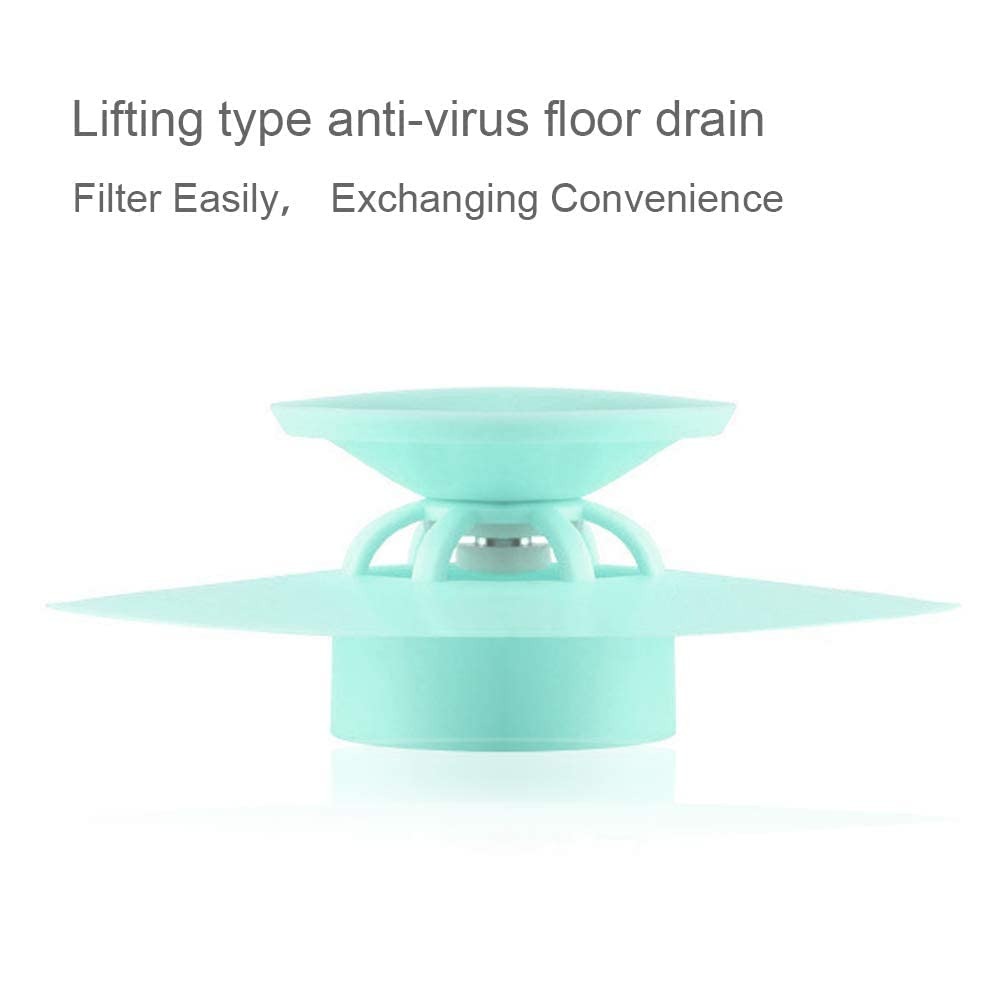 Lifting type anti-virus floor drain
Filter Easily， Exchanging Convenience